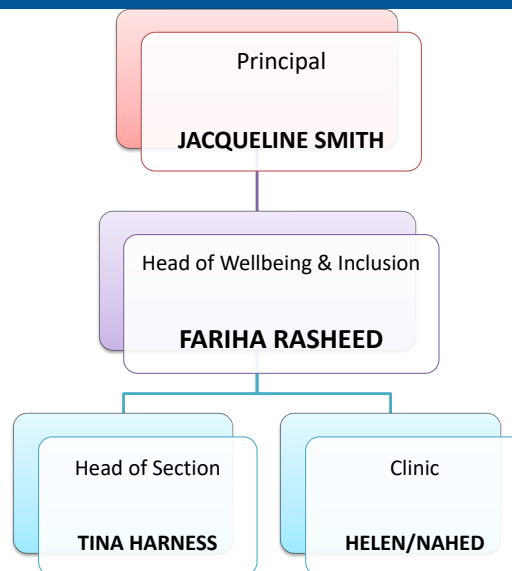 Principal
JACQUELINE SMITH
Head of Wellbeing & Inclusion
FARIHA RASHEED
Head of Section
TINA HARNESS
Clinic
HELEN/NAHED